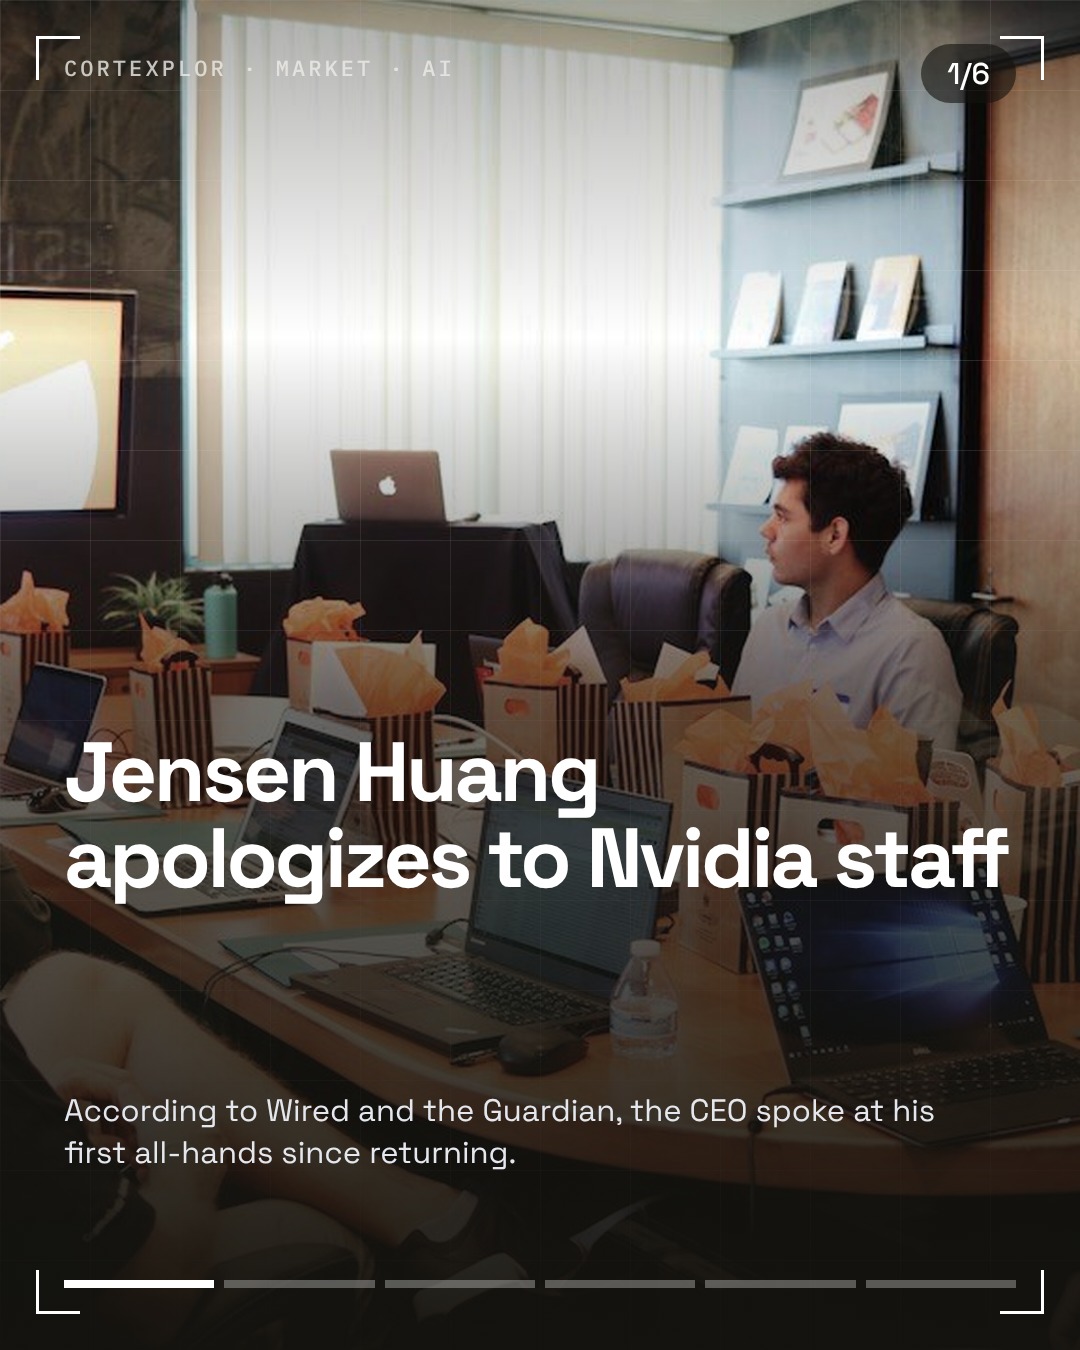 CORTEXPLOR · MARKET · AI
1/6
Jensen Huang
apologizes to Nvidia staff
According to Wired and the Guardian, the CEO spoke at his
first all-hands since returning.